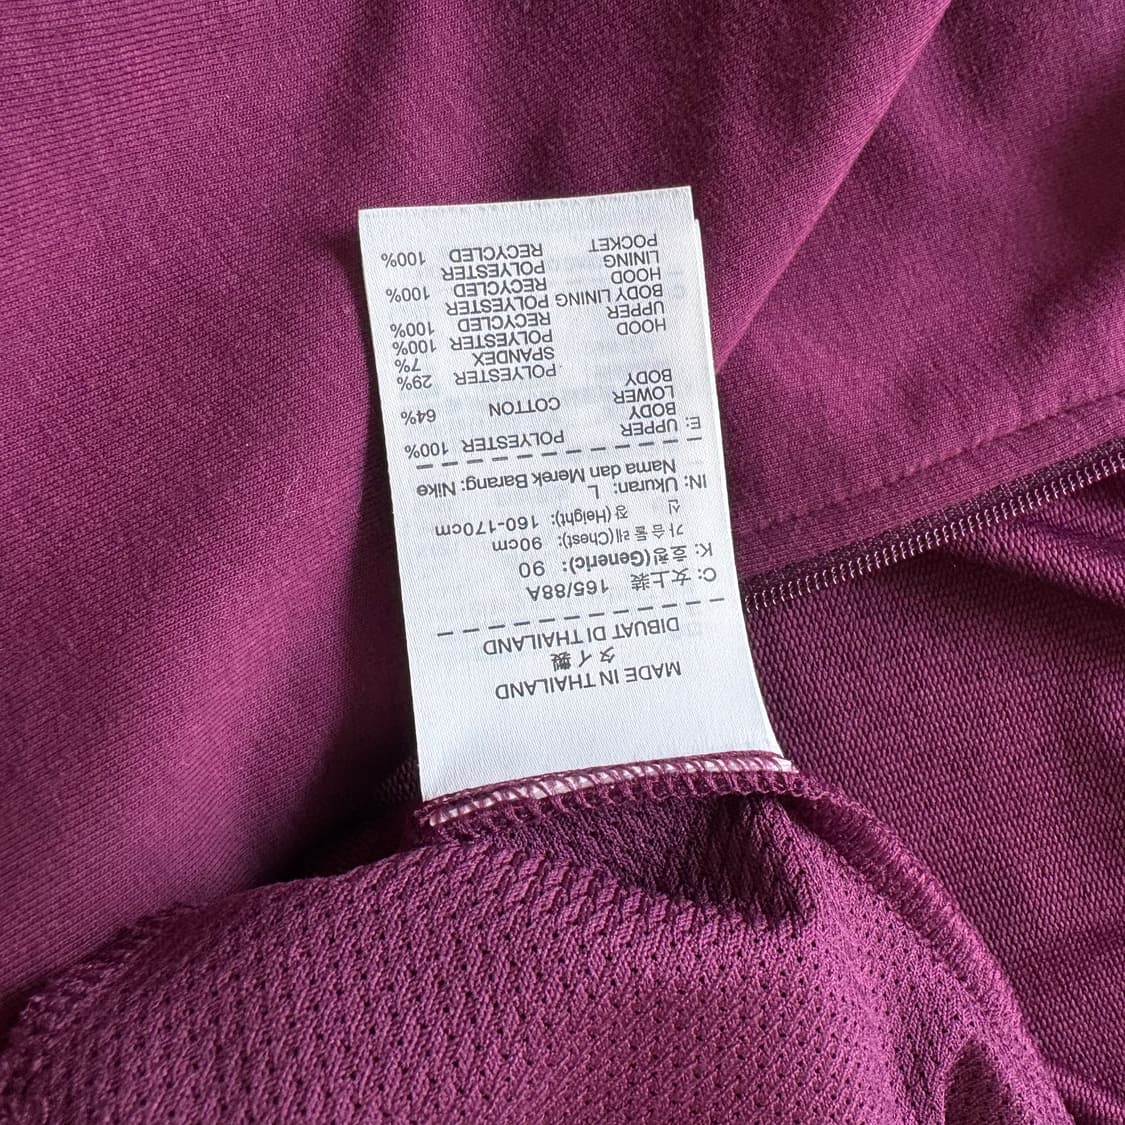 MADE IN THAILAND
タイ製
DIBUAT DI THAILAND
C: 女上装 165/88A
K: 호칭(Generic): 90
가슴둘레(Chest): 90cm
신 장(Height): 160-170cm
IN: Ukuran: L
Nama dan Merek Barang: Nike
E: UPPER POLYESTER 100%
BODY
LOWER COTTON 64%
BODY
POLYESTER 29%
SPANDEX 7%
HOOD POLYESTER 100%
UPPER RECYCLED 100%
BODY LINING POLYESTER
HOOD RECYCLED 100%
LINING POLYESTER
POCKET RECYCLED 100%